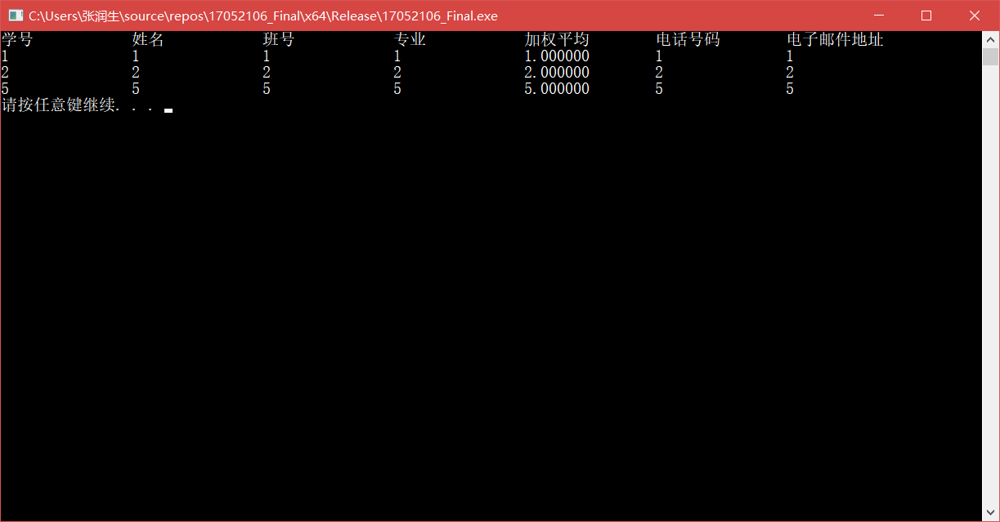 C:\Users\张润生\source\repos\17052106_Final\x64\Release\17052106_Final.exe
学号 姓名 班号 专业 加权平均 电话号码 电子邮件地址
1 1 1 1 1.000000 1 1
2 2 2 2 2.000000 2 2
5 5 5 5 5.000000 5 5
请按任意键继续. . .